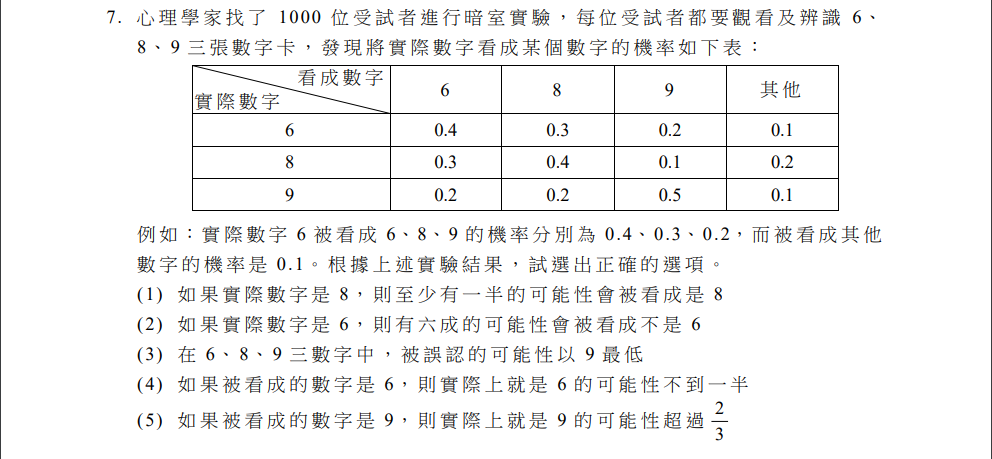 7. 心理學家找了 1000 位受試者進行暗室實驗，每位受試者都要觀看及辨識 6、
8、9 三張數字卡，發現將實際數字看成某個數字的機率如下表：
看成數字 6 8 9 其他
實際數字
6 0.4 0.3 0.2 0.1
8 0.3 0.4 0.1 0.2
9 0.2 0.2 0.5 0.1
例如：實際數字 6 被看成 6、8、9 的機率分別為 0.4、0.3、0.2，而被看成其他
數字的機率是 0.1。根據上述實驗結果，試選出正確的選項。
(1) 如果實際數字是 8，則至少有一半的可能性會被看成是 8
(2) 如果實際數字是 6，則有六成的可能性會被看成不是 6
(3) 在 6、8、9 三數字中，被誤認的可能性以 9 最低
(4) 如果被看成的數字是 6，則實際上就是 6 的可能性不到一半
(5) 如果被看成的數字是 9，則實際上就是 9 的可能性超過 2/3